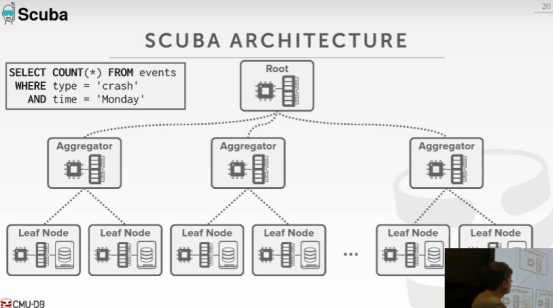 Scuba
20
SCUBA ARCHITECTURE
SELECT COUNT(*) FROM events
WHERE type = 'crash'
AND time = 'Monday'
Root
Aggregator
Aggregator
Aggregator
Leaf Node
Leaf Node
Leaf Node
Leaf Node
...
Leaf Node
Leaf Node
CMU-DB